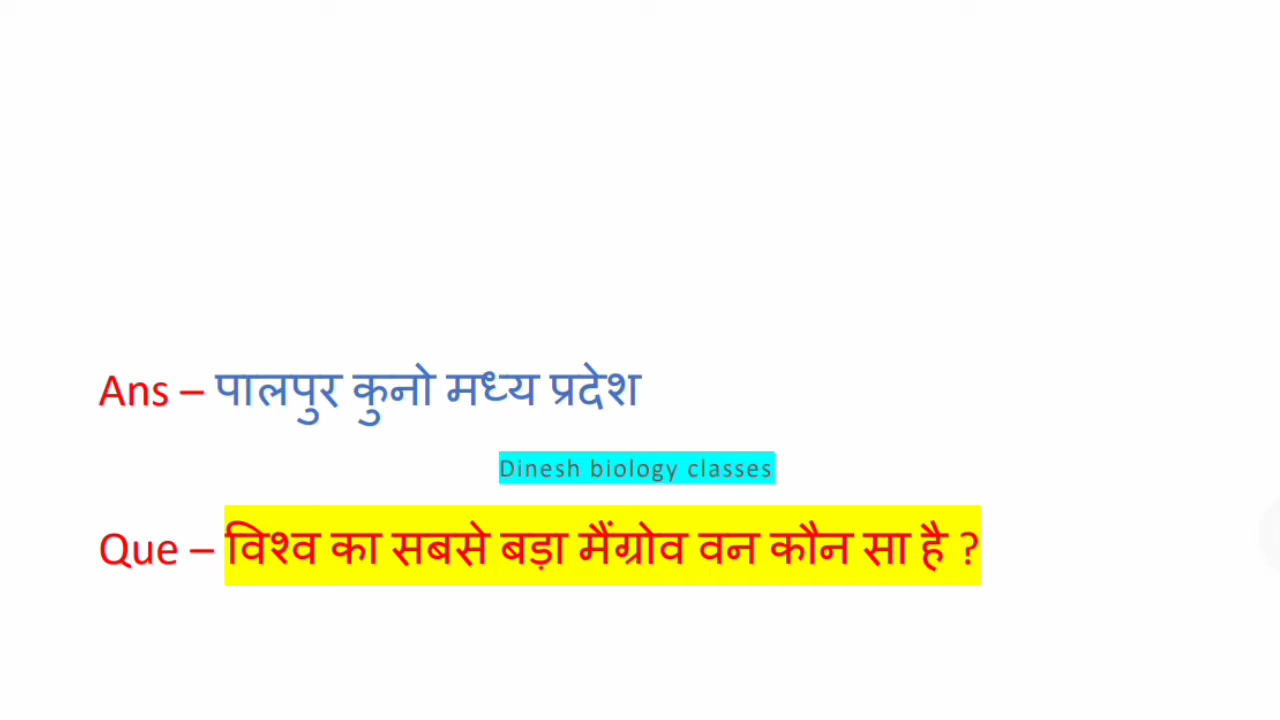 Ans – पालपुर कुनो मध्य प्रदेश
Dinesh biology classes
Que – विश्व का सबसे बड़ा मैंग्रोव वन कौन सा है ?